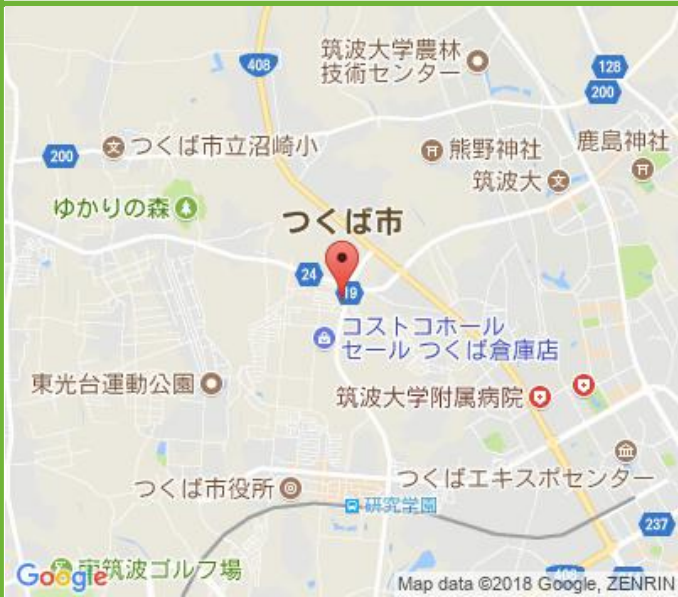 筑波大学農林
技術センター
408
128
200
つくば市立沼崎小
熊野神社
鹿島神社
200
筑波大
ゆかりの森
つくば市
24
19
コストコホール
セール つくば倉庫店
東光台運動公園
筑波大学附属病院
つくばエキスポセンター
つくば市役所
研究学園
237
筑波ゴルフ場
408
Google
Map data ©2018 Google, ZENRIN